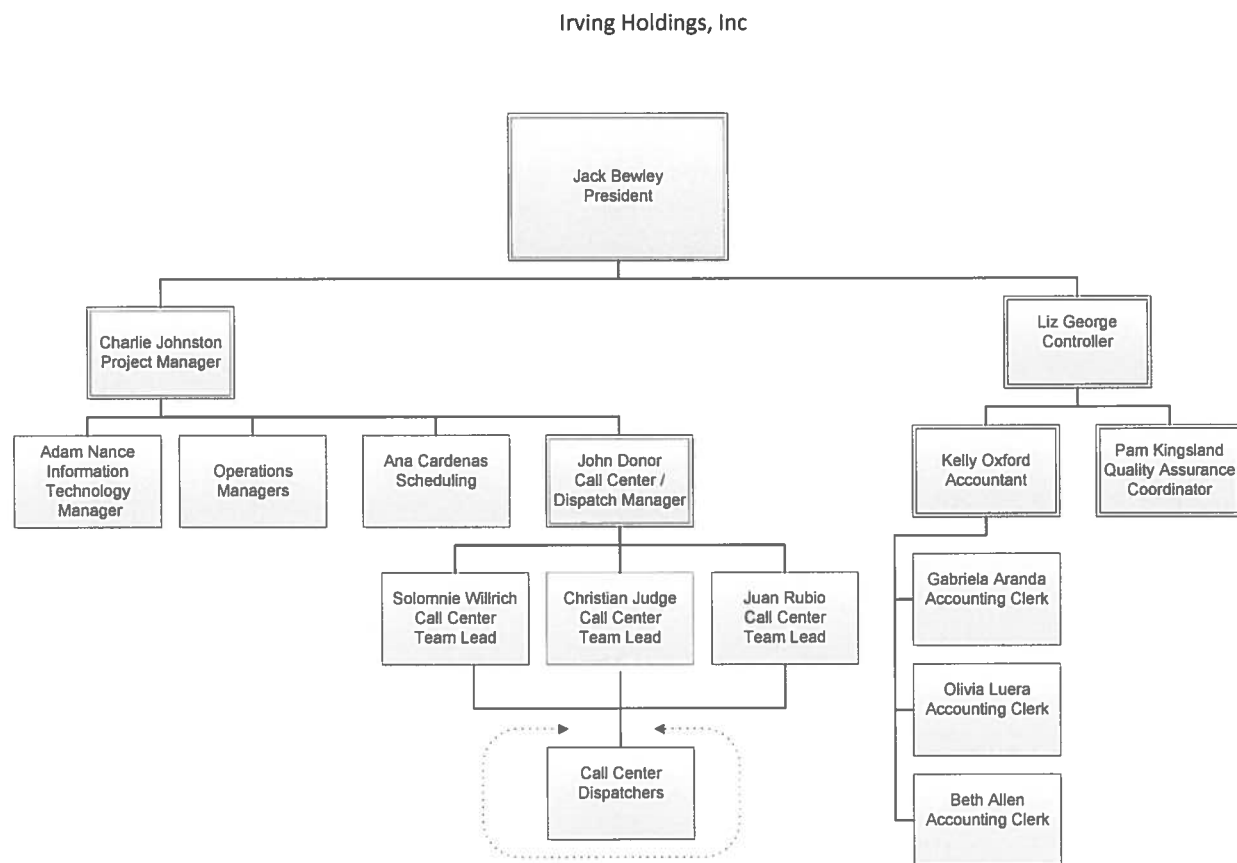 Irving Holdings, Inc
Jack Bewley
President
Charlie Johnston
Project Manager
Liz George
Controller
Adam Nance
Information
Technology
Manager
Operations
Managers
Ana Cardenas
Scheduling
John Donor
Call Center /
Dispatch Manager
Kelly Oxford
Accountant
Pam Kingsland
Quality Assurance
Coordinator
Solomnie Willrich
Call Center
Team Lead
Christian Judge
Call Center
Team Lead
Juan Rubio
Call Center
Team Lead
Gabriela Aranda
Accounting Clerk
Olivia Luera
Accounting Clerk
Call Center
Dispatchers
Beth Allen
Accounting Clerk